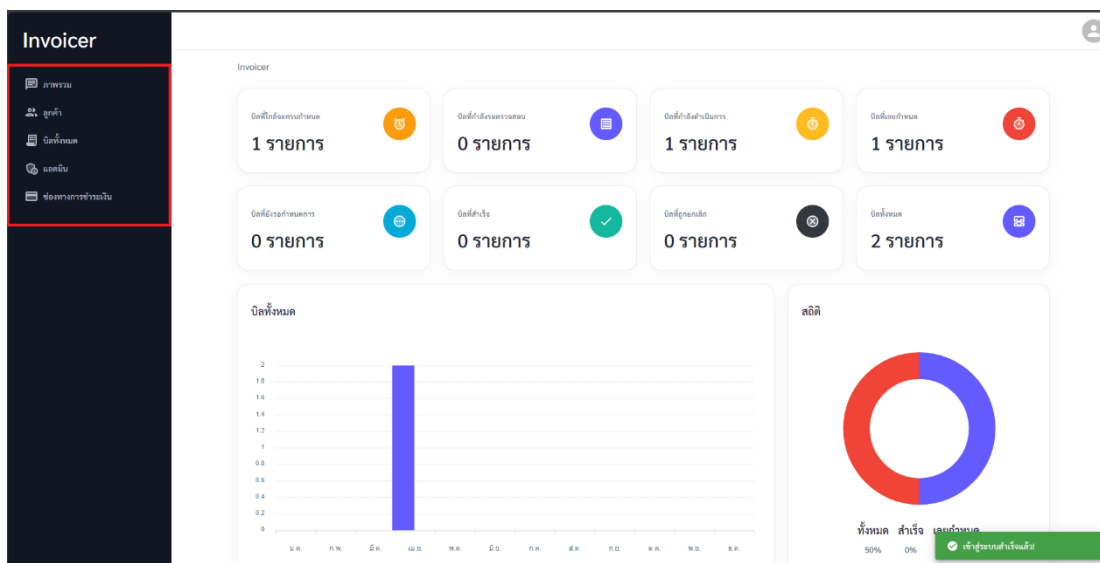 Invoicer
ภาพรวม
ลูกค้า
บิลทั้งหมด
แอดมิน
ช่องทางการชำระเงิน
Invoicer
บิลที่ใกล้จะครบกำหนด
1 รายการ
บิลที่กำลังรอตรวจสอบ
0 รายการ
บิลที่กำลังดำเนินการ
1 รายการ
บิลที่เลยกำหนด
1 รายการ
บิลที่ยังรอกำหนดการ
0 รายการ
บิลที่สำเร็จ
0 รายการ
บิลที่ถูกยกเลิก
0 รายการ
บิลทั้งหมด
2 รายการ
บิลทั้งหมด
2
1.8
1.6
1.4
1.2
1
0.8
0.6
0.4
0.2
0
ม.ค. ก.พ. มี.ค. เม.ย. พ.ค. มิ.ย. ก.ค. ส.ค. ก.ย. ต.ค. พ.ย. ธ.ค.
สถิติ
ทั้งหมด สำเร็จ เลยกำหนด
50% 0%
เข้าสู่ระบบสำเร็จแล้ว!